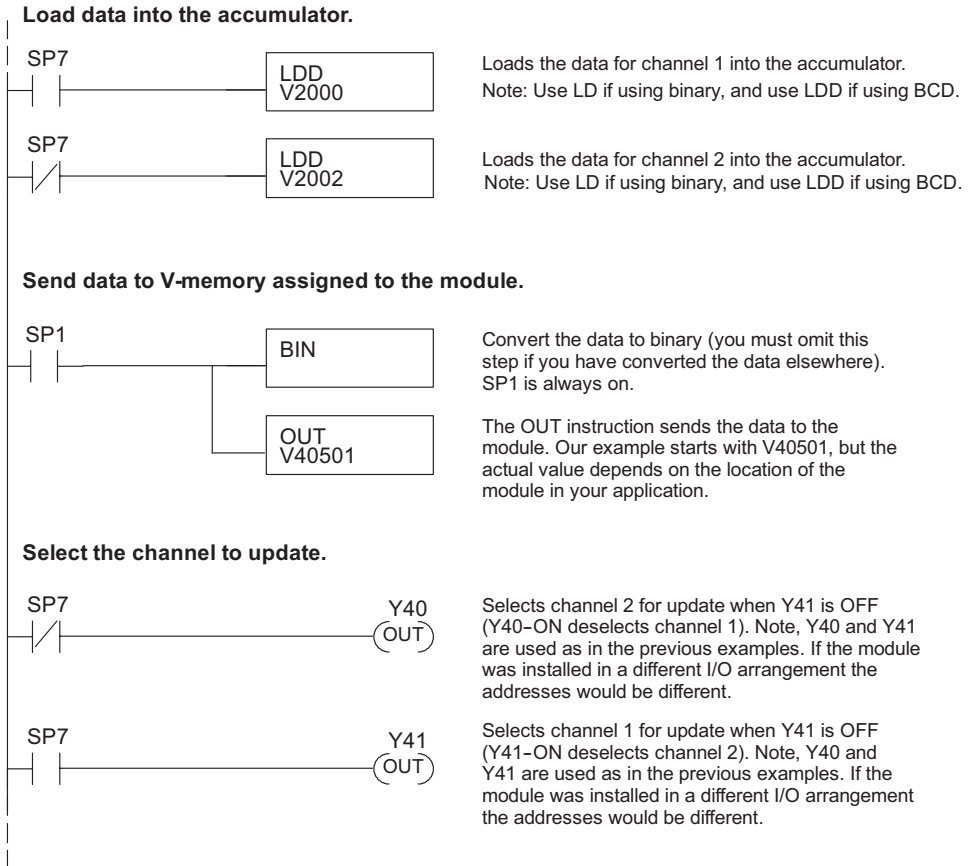 Load data into the accumulator.
SP7
LDD
V2000
Loads the data for channel 1 into the accumulator.
Note: Use LD if using binary, and use LDD if using BCD.
SP7
LDD
V2002
Loads the data for channel 2 into the accumulator.
Note: Use LD if using binary, and use LDD if using BCD.
Send data to V-memory assigned to the module.
SP1
BIN
Convert the data to binary (you must omit this
step if you have converted the data elsewhere).
SP1 is always on.
OUT
V40501
The OUT instruction sends the data to the
module. Our example starts with V40501, but the
actual value depends on the location of the
module in your application.
Select the channel to update.
SP7
Y40
OUT
Selects channel 2 for update when Y41 is OFF
(Y40-ON deselects channel 1). Note, Y40 and Y41
are used as in the previous examples. If the module
was installed in a different I/O arrangement the
addresses would be different.
SP7
Y41
OUT
Selects channel 1 for update when Y41 is OFF
(Y41-ON deselects channel 2). Note, Y40 and
Y41 are used as in the previous examples. If the
module was installed in a different I/O arrangement
the addresses would be different.